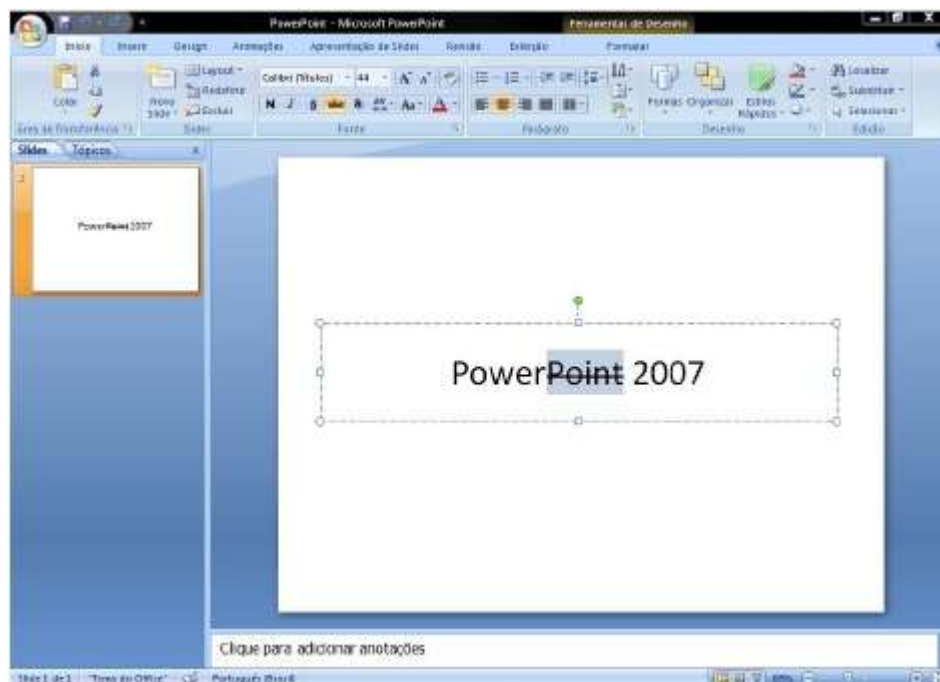 PowerPoint - Microsoft PowerPoint
Ferramentas de Desenho
Início Inserir Design Animações Apresentação de Slides Revisão Exibição Formatar
Layout
Calibri (Títulos) 44
Localizar
Colar
Novo Slide
Redefinir
Excluir
N
S
Aa
A
Formas Organizar Estilos Rápidos
Substituir
Selecionar
Área de Transferência
Slides
Fonte
Parágrafo
Desenho
Edição
Slides Tópicos
1
PowerPoint 2007
PowerPoint 2007
Clique para adicionar anotações
Slide 1 de 1 "Tema do Office" Português (Brasil)